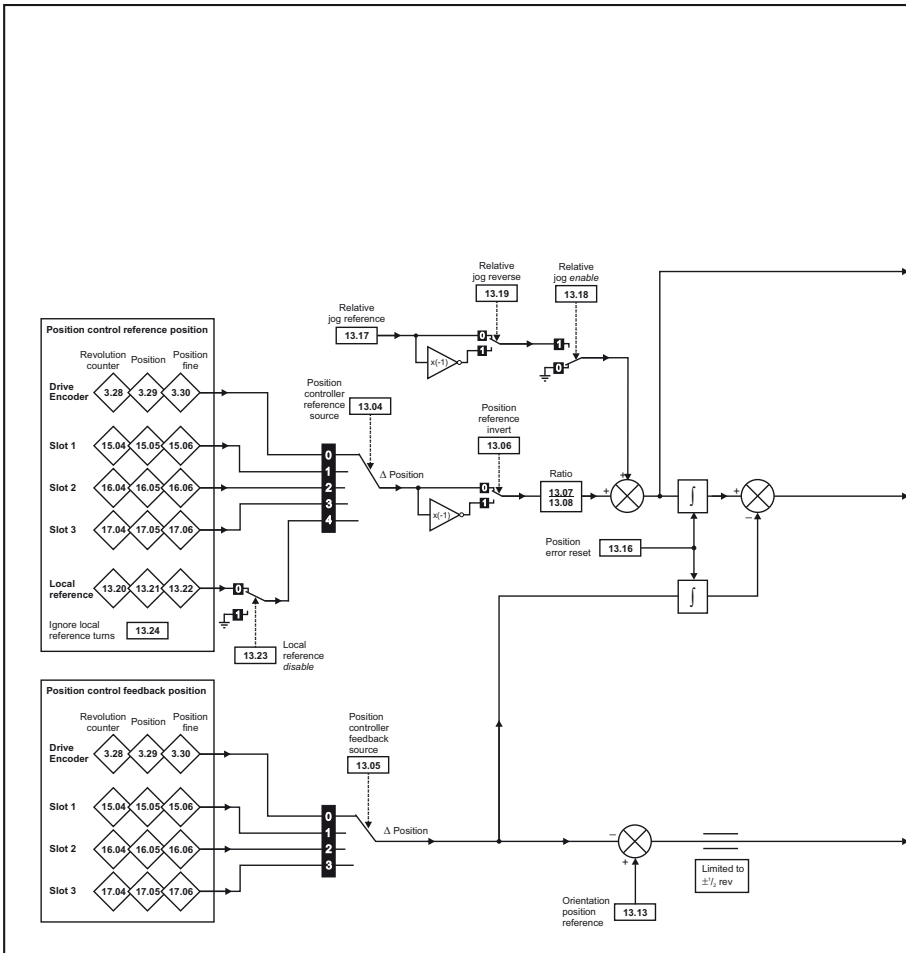 Relative
jog reverse
13.19
Relative
jog enable
13.18
Relative
jog reference
13.17
0
1
x(-1)
1
0
Position control reference position
Revolution
counter
Position
Position
fine
Drive
Encoder
3.28
3.29
3.30
Slot 1
15.04
15.05
15.06
Slot 2
16.04
16.05
16.06
Slot 3
17.04
17.05
17.06
Local
reference
13.20
13.21
13.22
Ignore local
reference turns
13.24
0
1
13.23
Local
reference
disable
Position
controller
reference
source
13.04
0
1
2
3
4
Δ Position
Position
reference
invert
13.06
0
1
x(-1)
Ratio
13.07
13.08
+
+
∫
+
−
Position
error reset
13.16
∫
Position control feedback position
Revolution
counter
Position
Position
fine
Drive
Encoder
3.28
3.29
3.30
Slot 1
15.04
15.05
15.06
Slot 2
16.04
16.05
16.06
Slot 3
17.04
17.05
17.06
Position
controller
feedback
source
13.05
0
1
2
3
Δ Position
−
+
Limited to
±1/2 rev
Orientation
position
reference
13.13